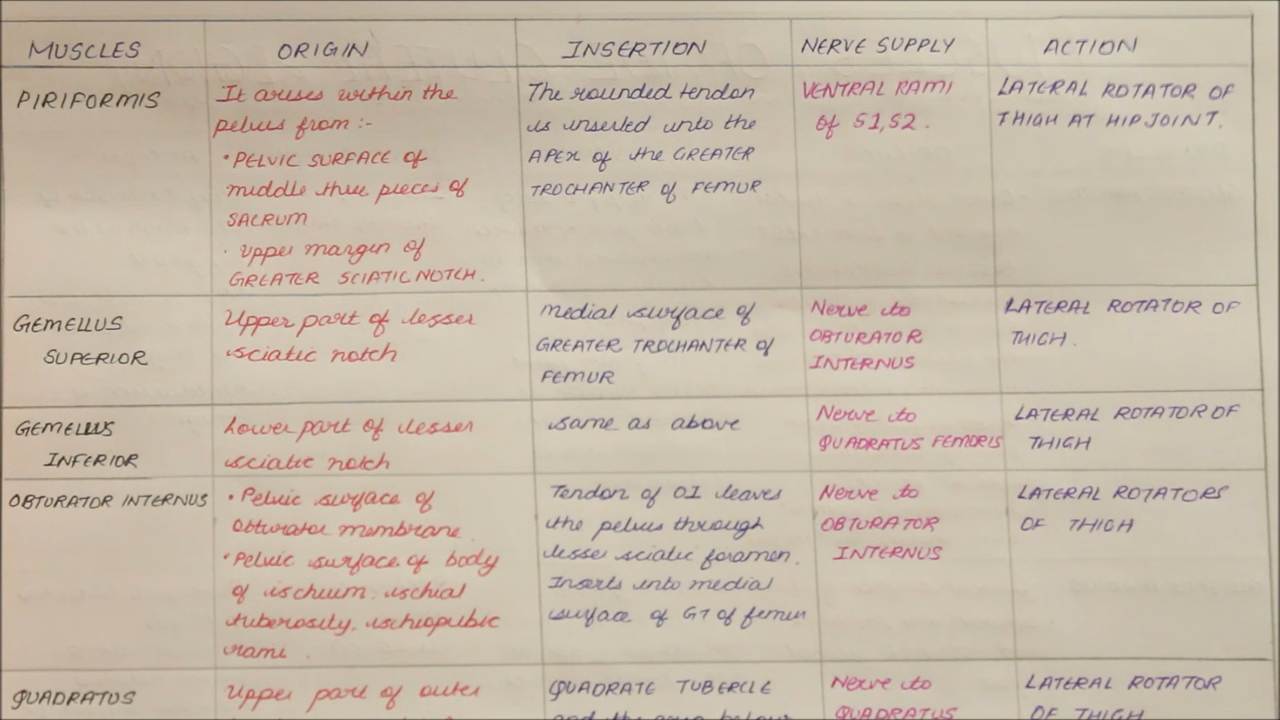 MUSCLES
ORIGIN
INSERTION
NERVE SUPPLY
ACTION
PIRIFORMIS
It arises within the
pelvis from :-
• PELVIC SURFACE of
middle three pieces of
SACRUM
• Upper margin of
GREATER SCIATIC NOTCH.
The rounded tendon
is inserted into the
APEX of the GREATER
TROCHANTER of FEMUR
VENTRAL RAMI
of S1,S2.
LATERAL ROTATOR OF
THIGH AT HIP JOINT.
GEMELLUS
SUPERIOR
Upper part of lesser
sciatic notch
medial surface of
GREATER TROCHANTER of
FEMUR
Nerve to
OBTURATOR
INTERNUS
LATERAL ROTATOR OF
THIGH.
GEMELLUS
INFERIOR
Lower part of lesser
sciatic notch
same as above
Nerve to
QUADRATUS FEMORIS
LATERAL ROTATOR OF
THIGH
OBTURATOR INTERNUS
• Pelvic surface of
Obturator membrane
• Pelvic surface of body
of ischium, ischial
tuberosity, ischiopubic
rami.
Tendon of OI leaves
the pelvis through
lesser sciatic foramen.
Inserts into medial
surface of GT of femur
Nerve to
OBTURATOR
INTERNUS
LATERAL ROTATORS
OF THIGH
QUADRATUS
Upper part of outer
QUADRATE TUBERCLE
and the area below
Nerve to
QUADRATUS
LATERAL ROTATOR
OF THIGH